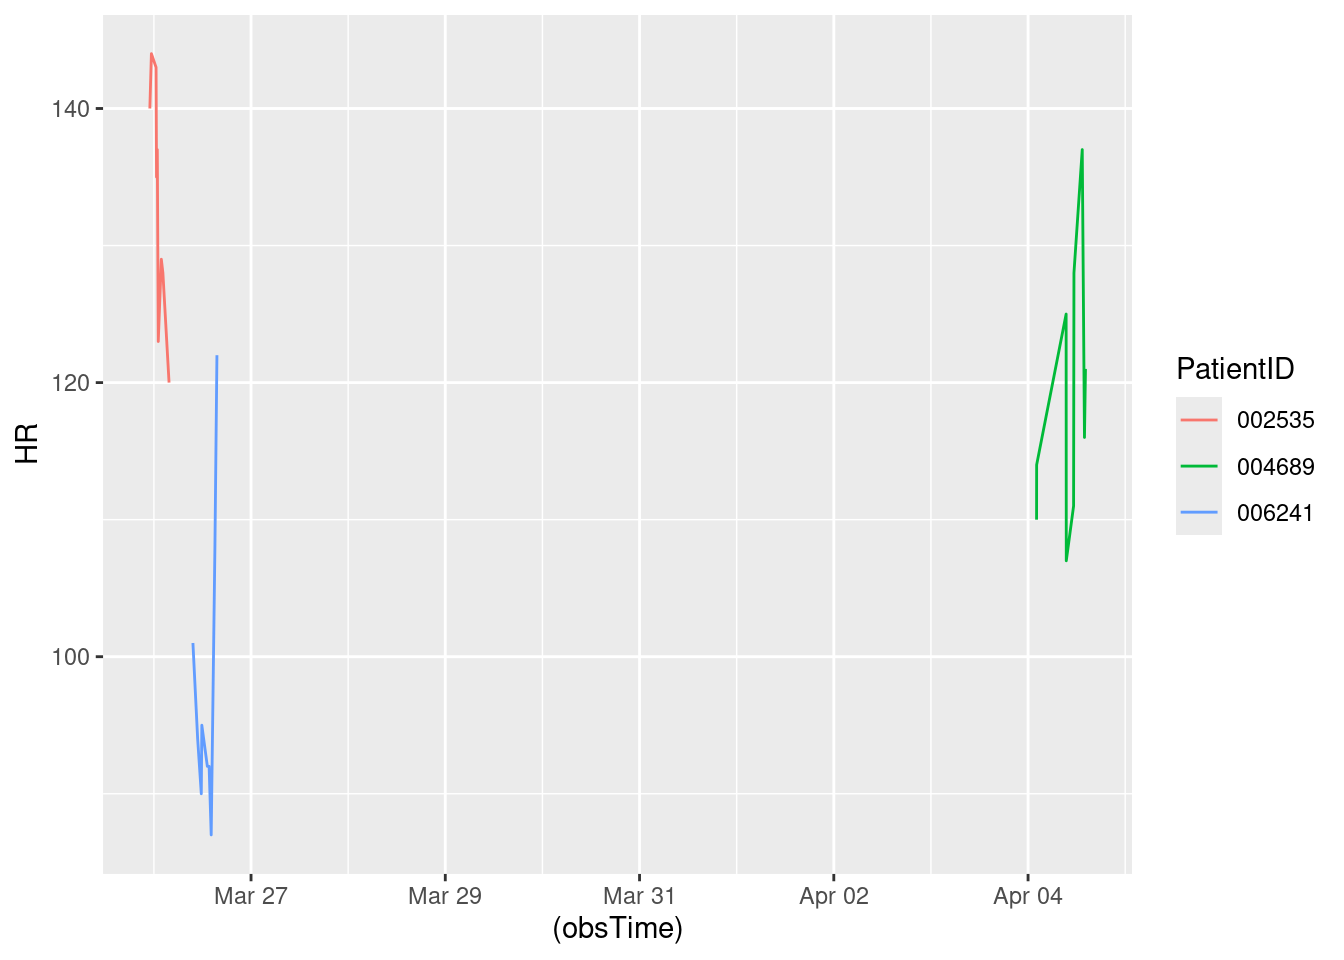 140
120
100
HR
Mar 27
Mar 29
Mar 31
Apr 02
Apr 04
(obsTime)
PatientID
002535
004689
006241